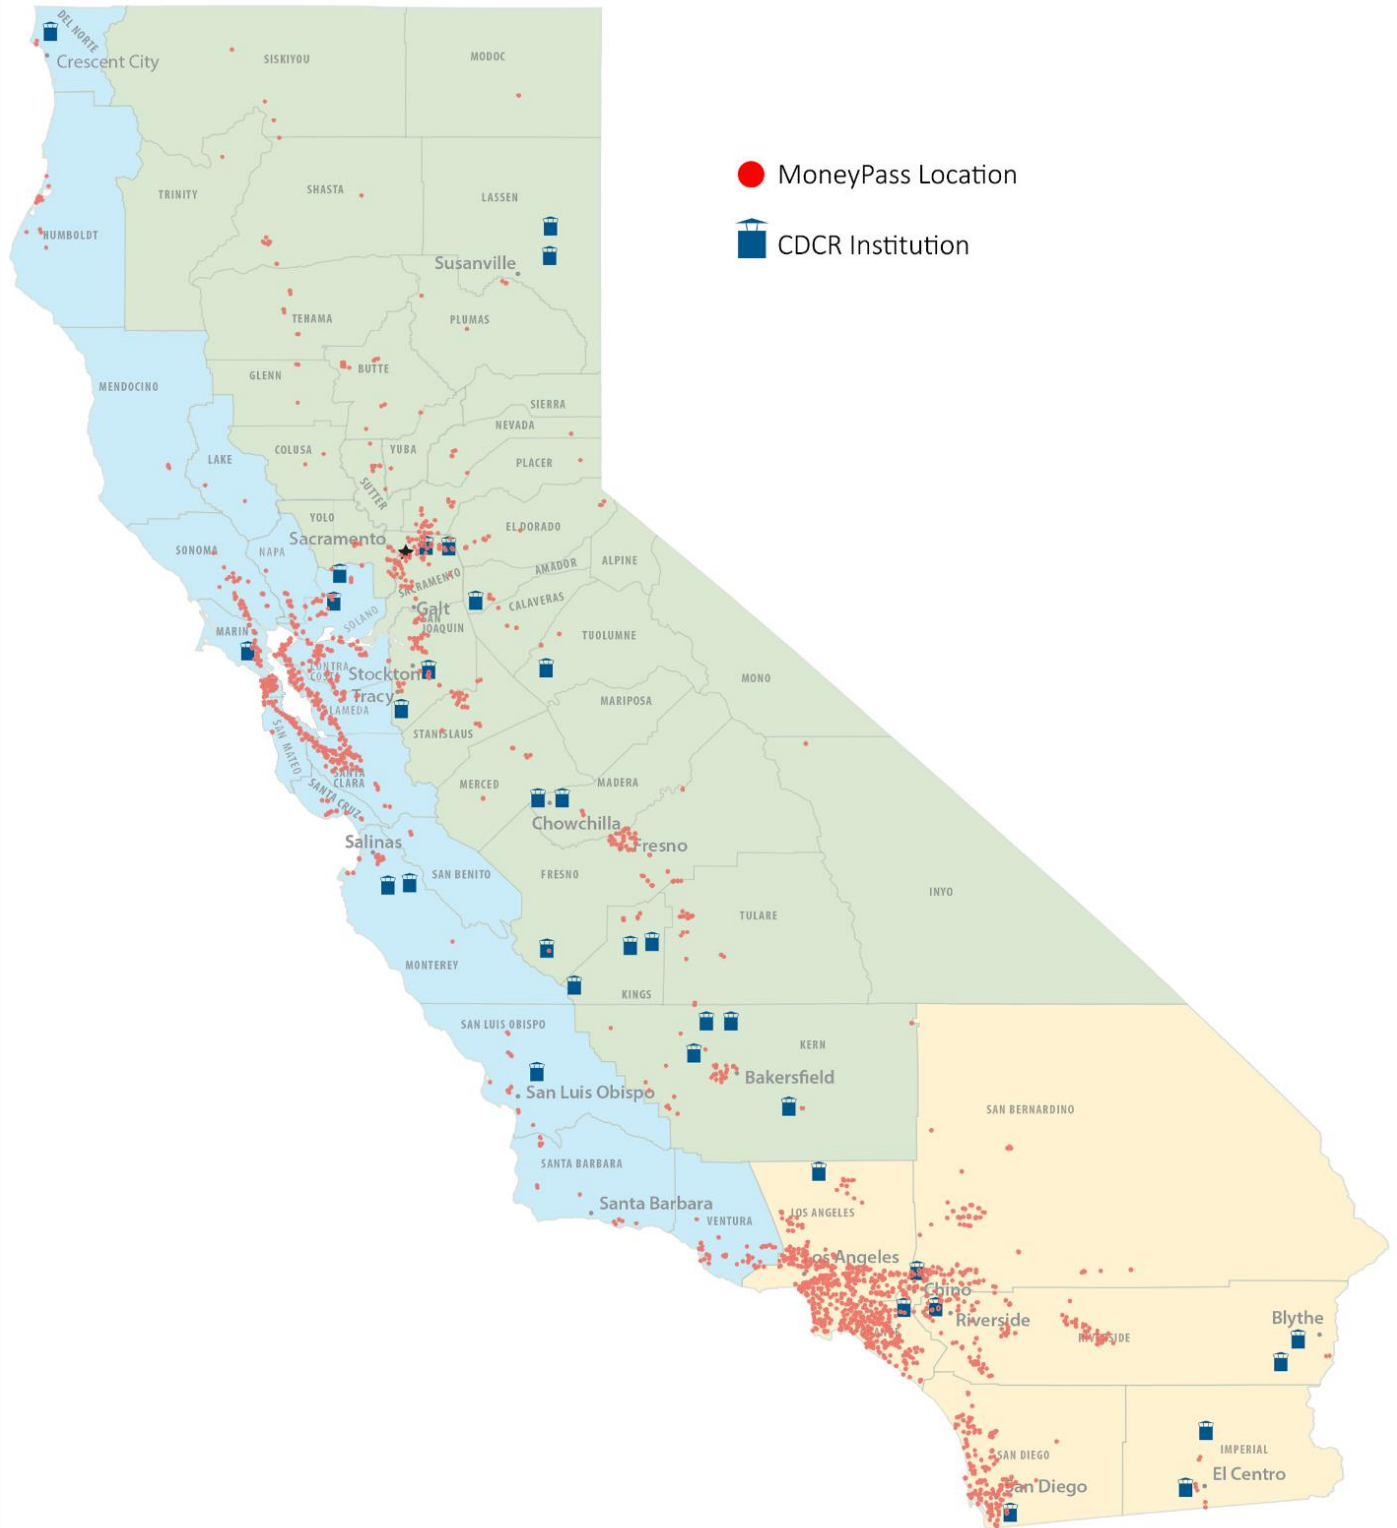 DEL NORTE
Crescent City
SISKIYOU
MODOC
MoneyPass Location
TRINITY
SHASTA
LASSEN
HUMBOLDT
CDCR Institution
Susanville
TEHAMA
PLUMAS
MENDOCINO
GLENN
BUTTE
SIERRA
NEVADA
LAKE
COLUSA
YUBA
PLACER
SUTTER
YOLO
EL DORADO
Sacramento
SONOMA
NAPA
ALPINE
AMADOR
SACRAMENTO
CALAVERAS
Galt
SOLANO
SAN
JOAQUIN
MARIN
TUOLUMNE
CONTRA
COSTA
Stockton
MONO
Tracy
MARIPOSA
ALAMEDA
STANISLAUS
SAN MATEO
SANTA
CLARA
MERCED
MADERA
SANTA CRUZ
Chowchilla
Salinas
Fresno
SAN BENITO
FRESNO
INYO
TULARE
MONTEREY
KINGS
SAN LUIS OBISPO
KERN
Bakersfield
San Luis Obispo
SAN BERNARDINO
SANTA BARBARA
Santa Barbara
LOS ANGELES
VENTURA
Los Angeles
Chino
Riverside
Blythe
RIVERSIDE
SAN DIEGO
IMPERIAL
El Centro
San Diego